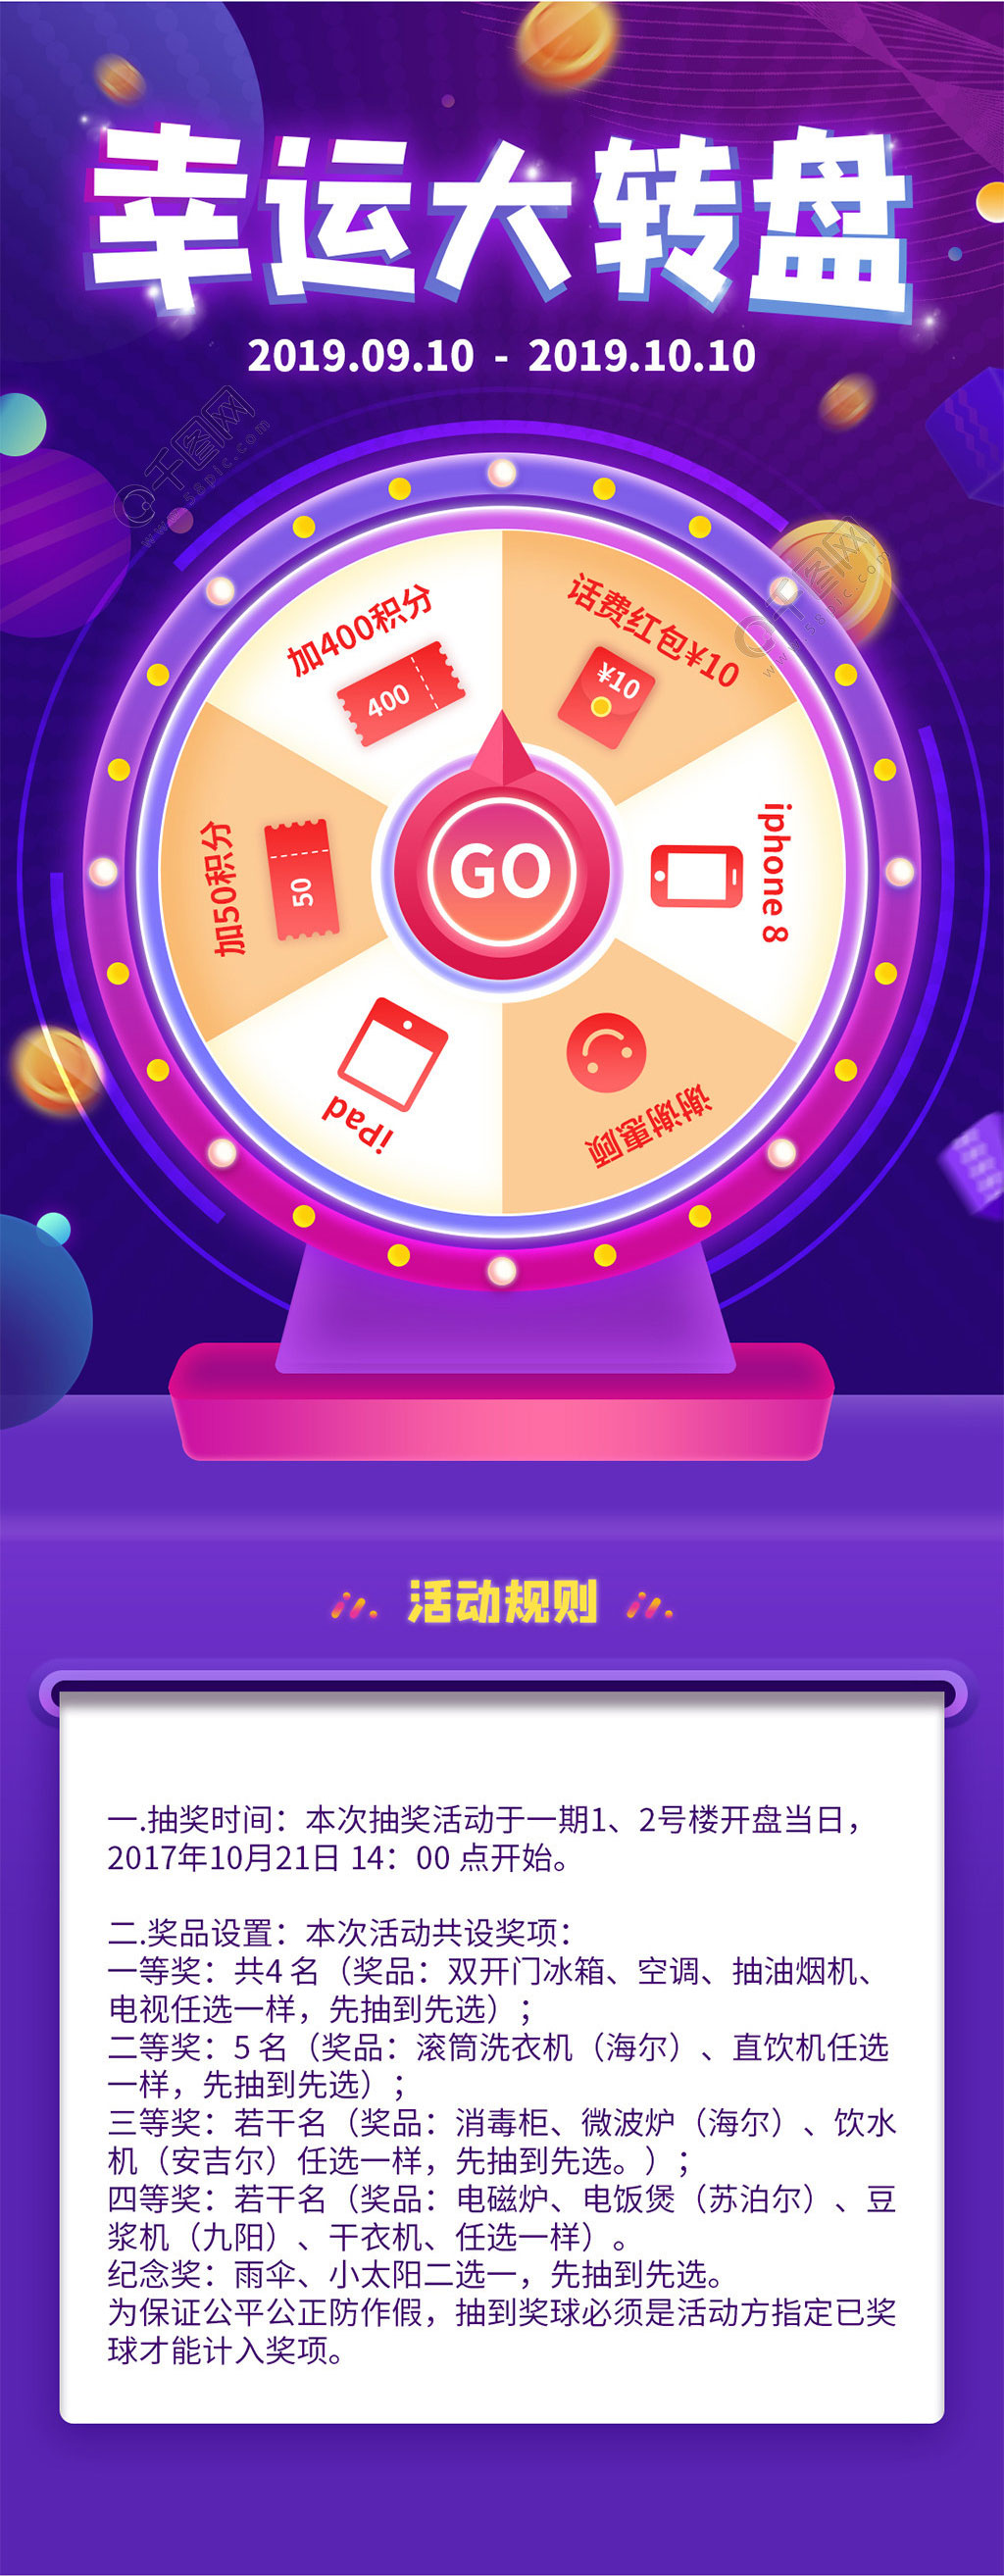 幸运大转盘
2019.09.10 - 2019.10.10
千图网
www.58pic.com
千图网
www.58pic.com
加400积分
400
话费红包¥10
¥10
加50积分
50
GO
iphone 8
iPad
谢谢惠顾
活动规则
一.抽奖时间：本次抽奖活动于一期1、2号楼开盘当日，
2017年10月21日 14：00 点开始。
二.奖品设置：本次活动共设奖项：
一等奖：共4 名（奖品：双开门冰箱、空调、抽油烟机、
电视任选一样，先抽到先选）；
二等奖：5 名（奖品：滚筒洗衣机（海尔）、直饮机任选
一样，先抽到先选）；
三等奖：若干名（奖品：消毒柜、微波炉（海尔）、饮水
机（安吉尔）任选一样，先抽到先选。）；
四等奖：若干名（奖品：电磁炉、电饭煲（苏泊尔）、豆
浆机（九阳）、干衣机、任选一样）。
纪念奖：雨伞、小太阳二选一，先抽到先选。
为保证公平公正防作假，抽到奖球必须是活动方指定已奖
球才能计入奖项。